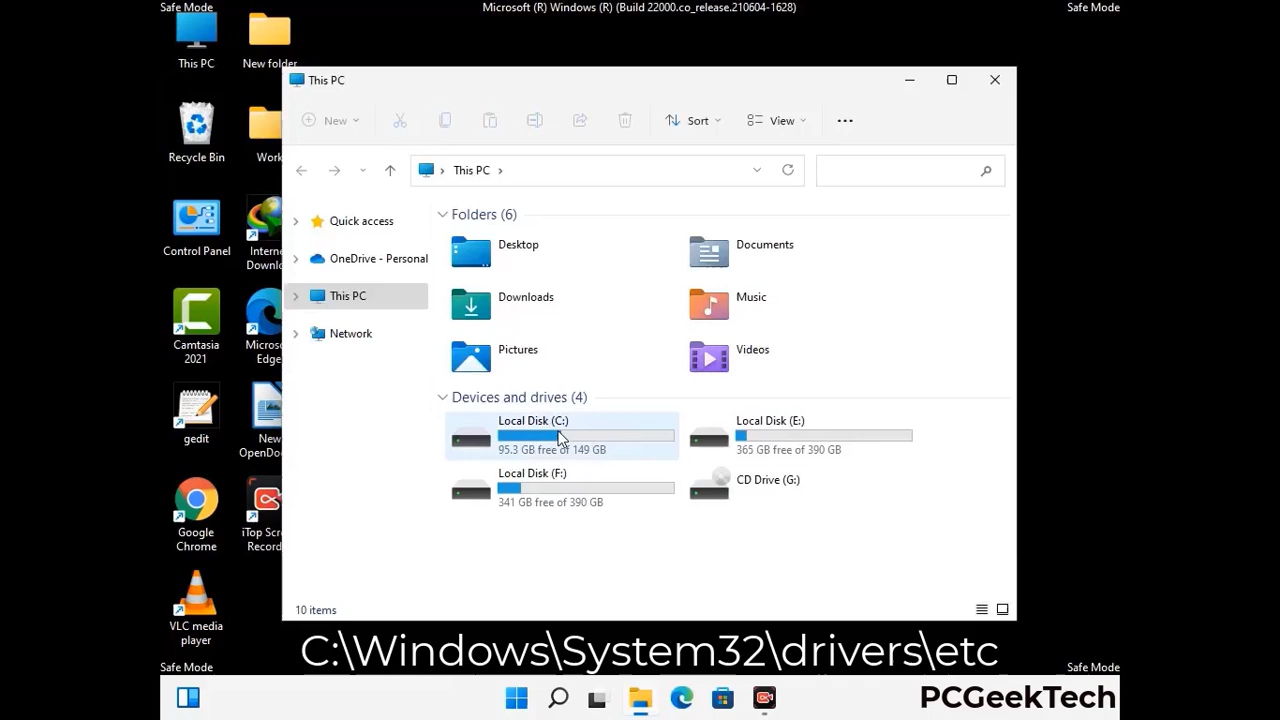 Safe Mode
Microsoft (R) Windows (R) (Build 22000.co_release.210604-1628)
Safe Mode
This PC
New folder
Recycle Bin
Work
Control Panel
Interne
Downlo
Camtasia
2021
Micros
Edge
gedit
New
OpenDo
Google
Chrome
iTop Scr
Record
VLC media
player
This PC
New
Sort
View
This PC
Quick access
OneDrive - Personal
This PC
Network
Folders (6)
Desktop
Documents
Downloads
Music
Pictures
Videos
Devices and drives (4)
Local Disk (C:)
95.3 GB free of 149 GB
Local Disk (E:)
365 GB free of 390 GB
Local Disk (F:)
341 GB free of 390 GB
CD Drive (G:)
10 items
C:\Windows\System32\drivers\etc
Safe Mode
Safe Mode
PCGeekTech